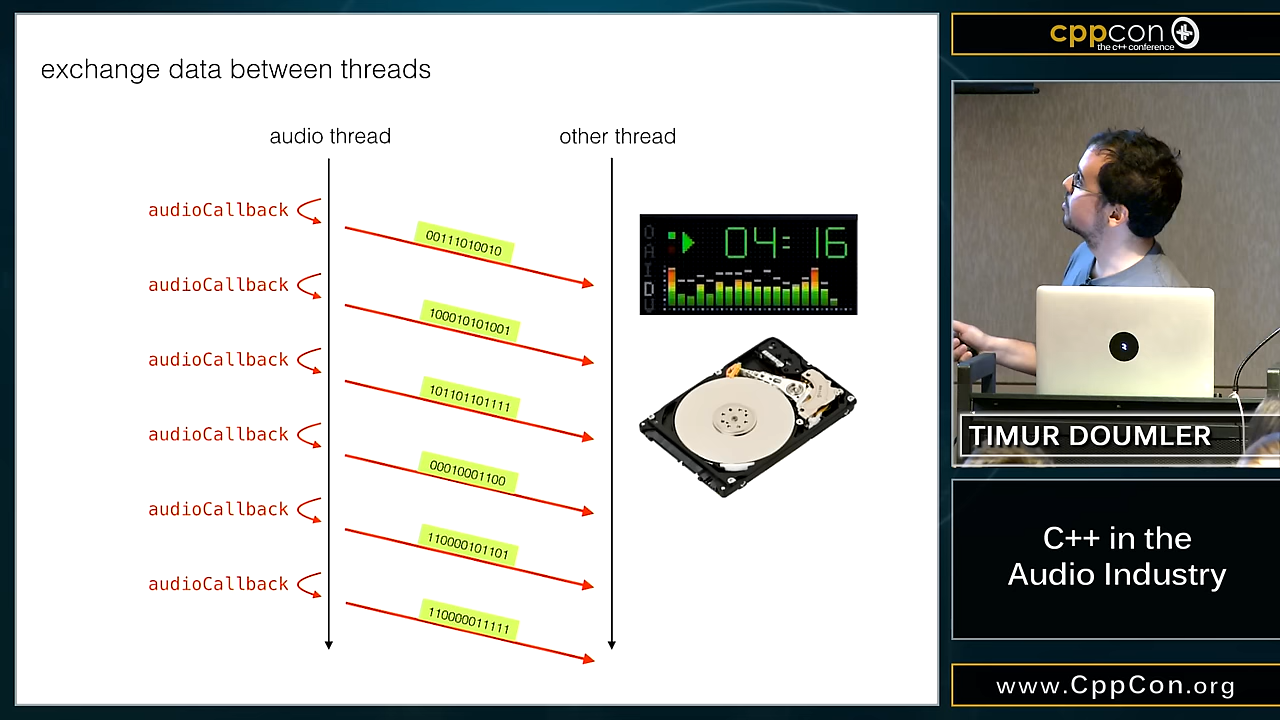 exchange data between threads
audio thread
other thread
audioCallback
00111010010
audioCallback
100010101001
audioCallback
101101101111
audioCallback
00010001100
audioCallback
110000101101
audioCallback
110000011111
04:16
OAIDV
cppcon
the c++ conference
TIMUR DOUMLER
C++ in the
Audio Industry
www.CppCon.org